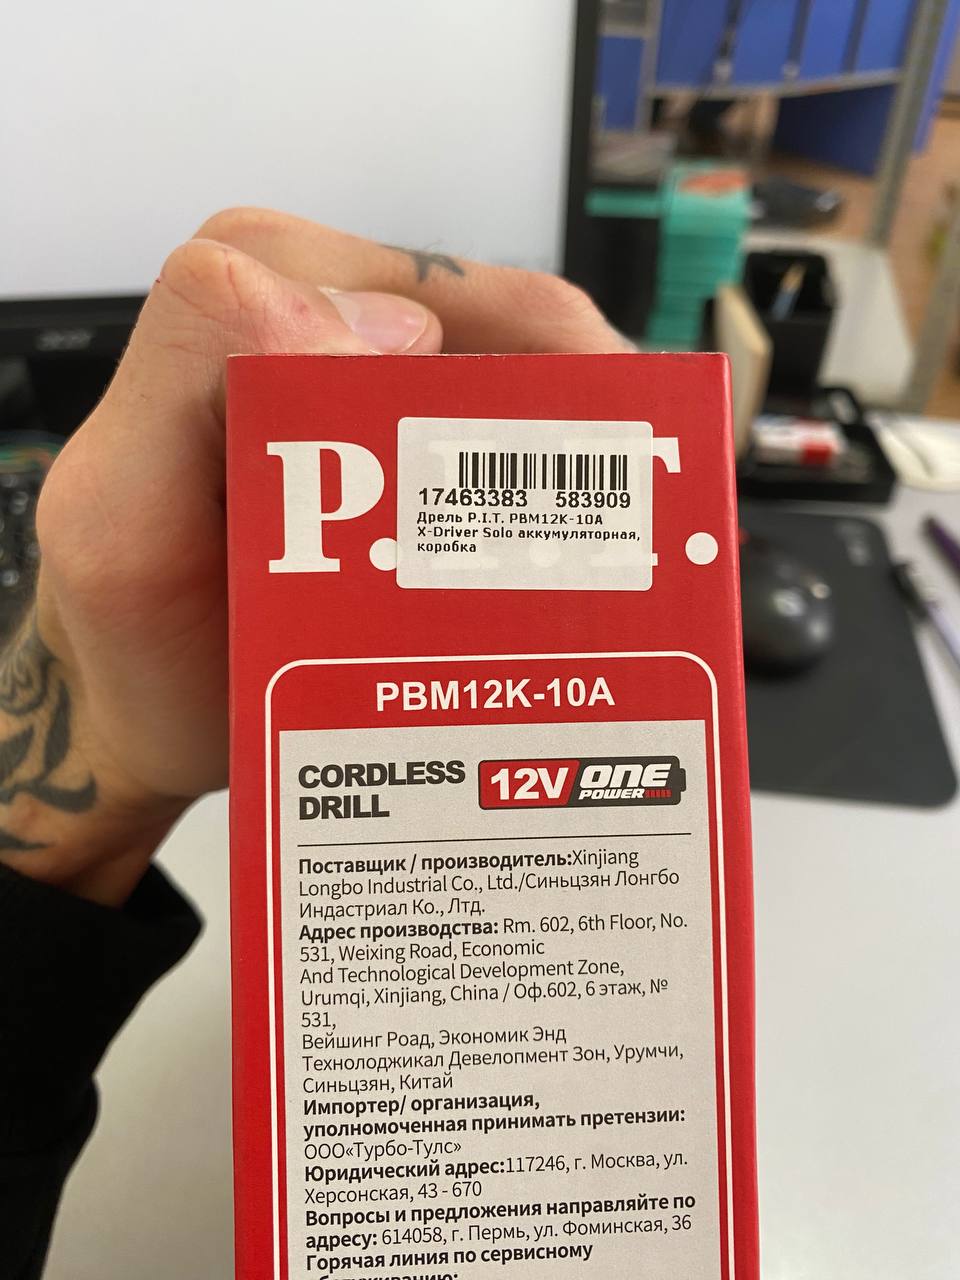 P. I. T.
17463383 583909
Дрель P.I.T. PBM12K-10A
X-Driver Solo аккумуляторная,
коробка
PBM12K-10A
CORDLESS
DRILL
12V ONE
POWER
Поставщик / производитель:Xinjiang
Longbo Industrial Co., Ltd./Синьцзян Лонгбо
Индастриал Ко., Лтд.
Адрес производства: Rm. 602, 6th Floor, No.
531, Weixing Road, Economic
And Technological Development Zone,
Urumqi, Xinjiang, China / Оф.602, 6 этаж, №
531,
Вейшинг Роад, Экономик Энд
Технолоджикал Девелопмент Зон, Урумчи,
Синьцзян, Китай
Импортер/ организация,
уполномоченная принимать претензии:
ООО«Турбо-Тулс»
Юридический адрес:117246, г. Москва, ул.
Херсонская, 43 - 670
Вопросы и предложения направляйте по
адресу: 614058, г. Пермь, ул. Фоминская, 36
Горячая линия по сервисному